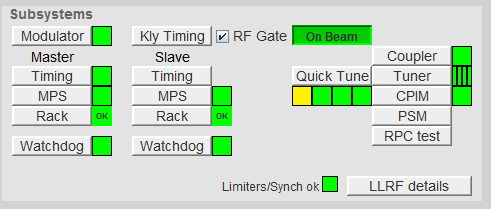 Subsystems
Modulator Kly Timing RF Gate On Beam
Master Slave Coupler
Timing Timing Quick Tune Tuner
MPS MPS CPIM
Rack OK Rack OK PSM
RPC test
Watchdog Watchdog
Limiters/Synch ok LLRF details